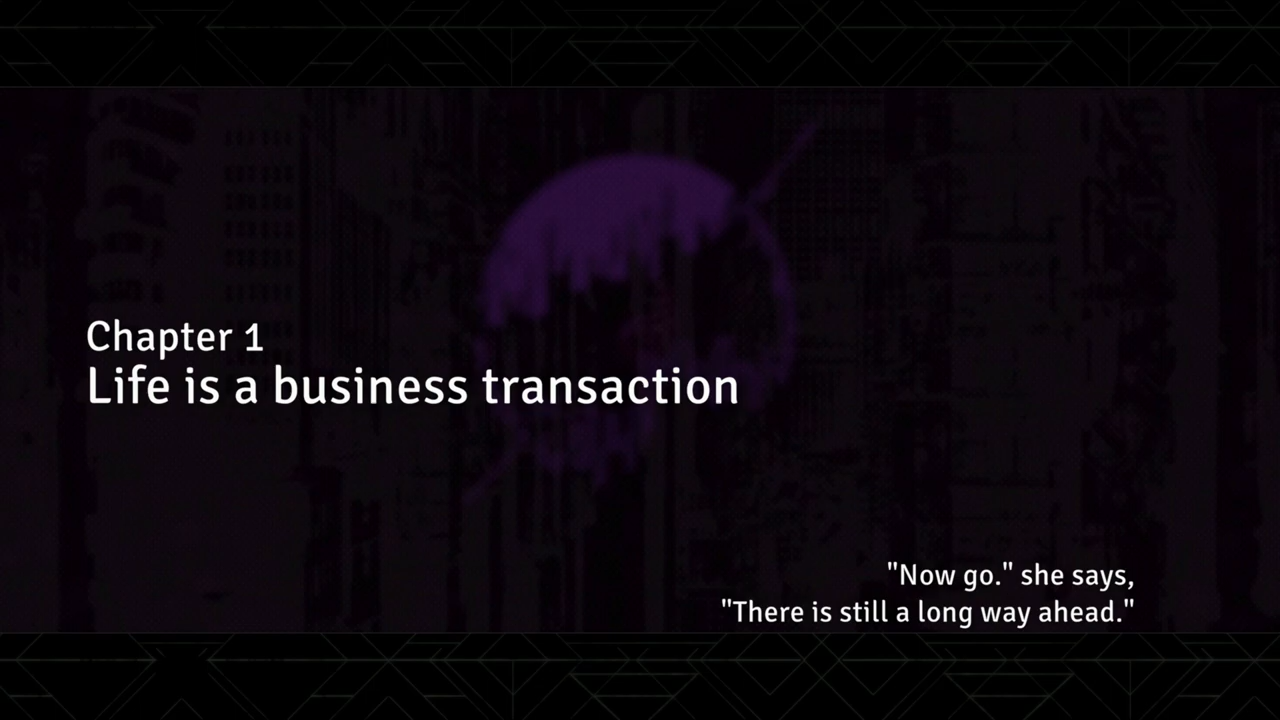 Chapter 1
Life is a business transaction
"Now go." she says,
"There is still a long way ahead."